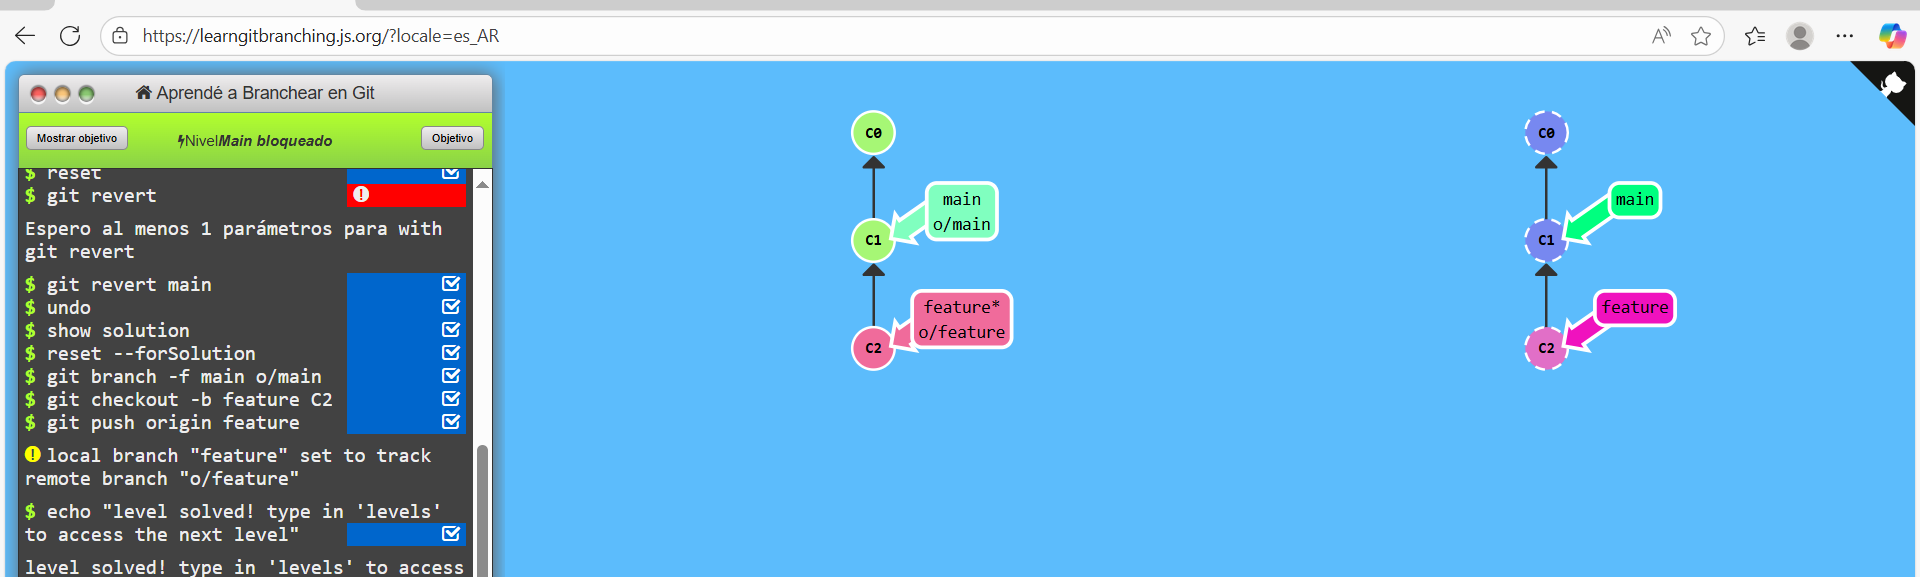 https://learngitbranching.js.org/?locale=es_AR
Aprendé a Branchear en Git
Mostrar objetivo
NivelMain bloqueado
Objetivo
$ reset
$ git revert
Espero al menos 1 parámetros para with
git revert
$ git revert main
$ undo
$ show solution
$ reset --forSolution
$ git branch -f main o/main
$ git checkout -b feature C2
$ git push origin feature
local branch "feature" set to track
remote branch "o/feature"
$ echo "level solved! type in 'levels'
to access the next level"
level solved! type in 'levels' to access
C0
main
o/main
C1
feature*
o/feature
C2
C0
main
C1
feature
C2